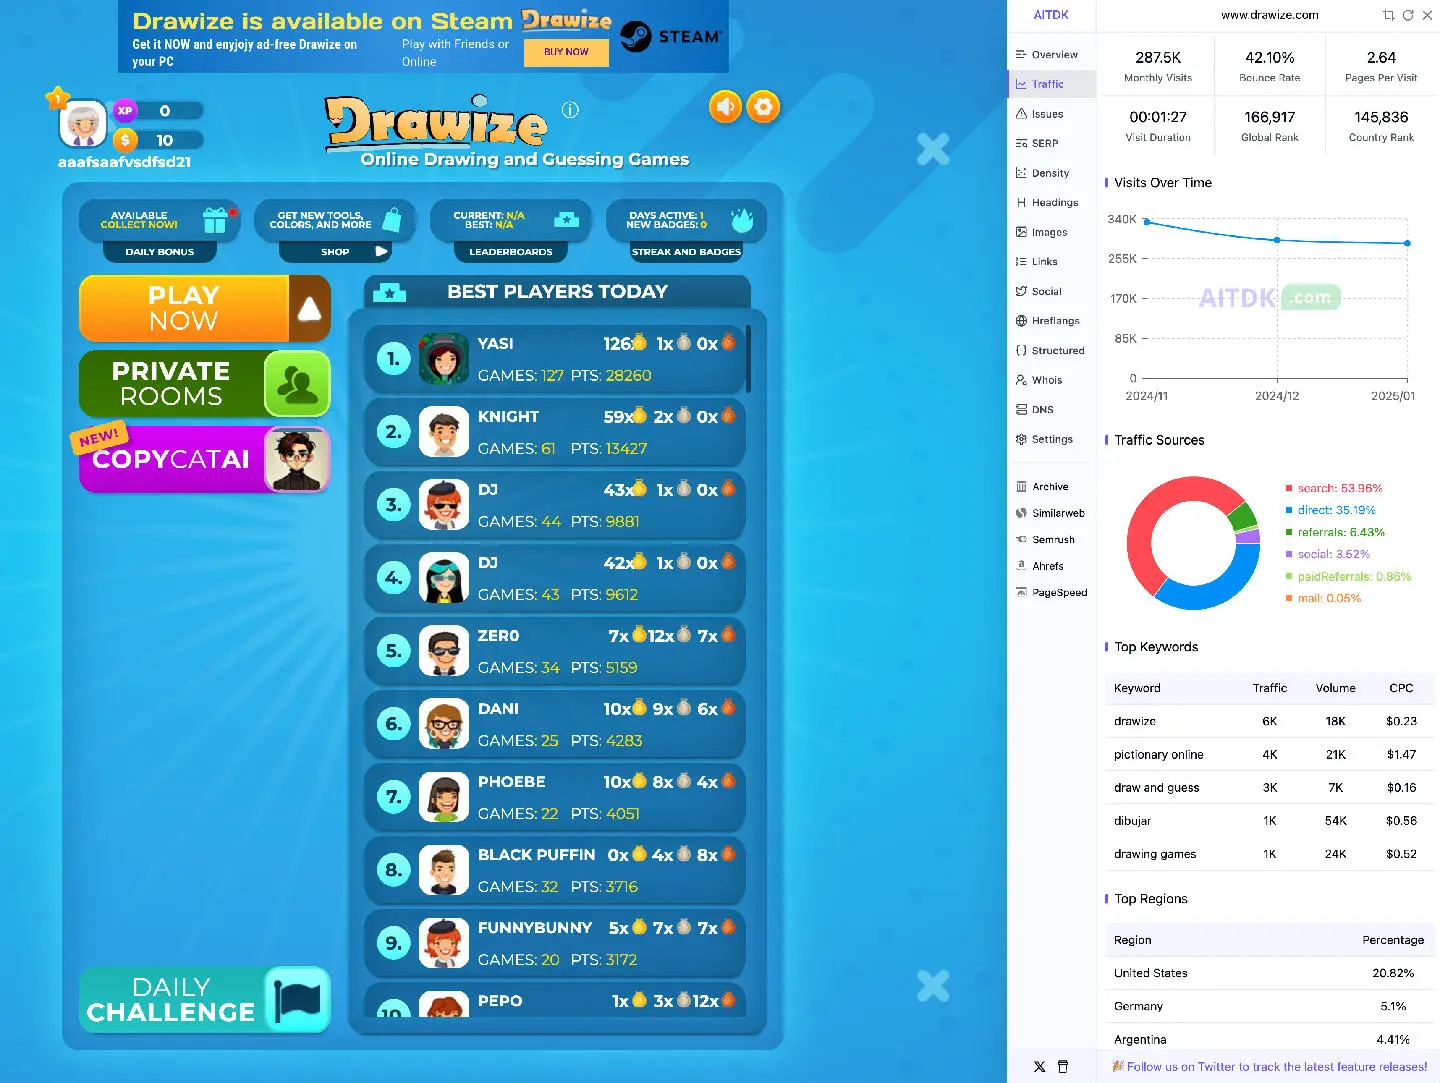 Drawize is available on Steam
Get it NOW and enyjoyj ad-free Drawize on
your PC
Play with Friends or
Online
Drawize
BUY NOW
STEAM
1
XP
0
$
10
aaafsaafvsdfsd21
Drawize
Online Drawing and Guessing Games
AVAILABLE
COLLECT NOW!
DAILY BONUS
GET NEW TOOLS,
COLORS, AND MORE
SHOP
CURRENT: N/A
BEST: N/A
LEADERBOARDS
DAYS ACTIVE: 1
NEW BADGES: 0
STREAK AND BADGES
PLAY
NOW
PRIVATE
ROOMS
NEW!
COPYCATAI
DAILY
CHALLENGE
BEST PLAYERS TODAY
1.
YASI
126x 1x 0x
GAMES: 127 PTS: 28260
2.
KNIGHT
59x 2x 0x
GAMES: 61 PTS: 13427
3.
DJ
43x 1x 0x
GAMES: 44 PTS: 9881
4.
DJ
42x 1x 0x
GAMES: 43 PTS: 9612
5.
ZER0
7x 12x 7x
GAMES: 34 PTS: 5159
6.
DANI
10x 9x 6x
GAMES: 25 PTS: 4283
7.
PHOEBE
10x 8x 4x
GAMES: 22 PTS: 4051
8.
BLACK PUFFIN
0x 4x 8x
GAMES: 32 PTS: 3716
9.
FUNNYBUNNY
5x 7x 7x
GAMES: 20 PTS: 3172
10.
PEPO
1x 3x 12x
AITDK
www.drawize.com
Overview
Traffic
Issues
SERP
Density
Headings
Images
Links
Social
Hreflangs
Structured
Whois
DNS
Settings
Archive
Similarweb
Semrush
Ahrefs
PageSpeed
287.5K
Monthly Visits
42.10%
Bounce Rate
2.64
Pages Per Visit
00:01:27
Visit Duration
166,917
Global Rank
145,836
Country Rank
Visits Over Time
340K
255K
170K
85K
0
AITDK .com
2024/11 2024/12 2025/01
Traffic Sources
search: 53.96%
direct: 35.19%
referrals: 6.43%
social: 3.52%
paidReferrals: 0.86%
mail: 0.05%
Top Keywords
Keyword Traffic Volume CPC
drawize 6K 18K $0.23
pictionary online 4K 21K $1.47
draw and guess 3K 7K $0.16
dibujar 1K 54K $0.56
drawing games 1K 24K $0.52
Top Regions
Region Percentage
United States 20.82%
Germany 5.1%
Argentina 4.41%
Follow us on Twitter to track the latest feature releases!